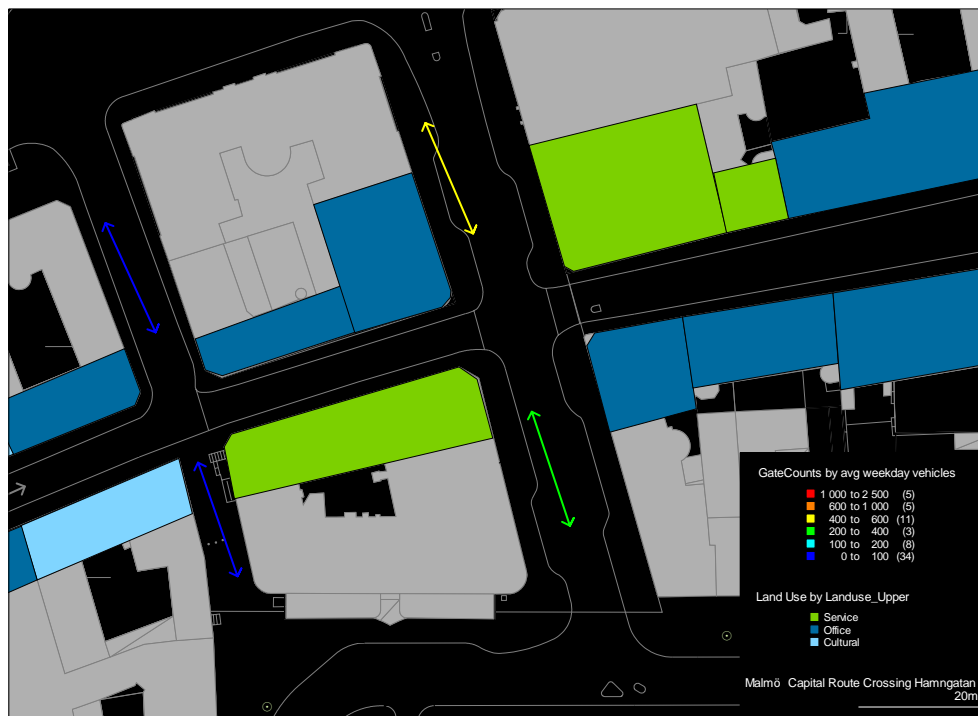 GateCounts by avg weekday vehicles
1 000 to 2 500 (5)
600 to 1 000 (5)
400 to 600 (11)
200 to 400 (3)
100 to 200 (8)
0 to 100 (34)
Land Use by Landuse_Upper
Service
Office
Cultural
Malmö Capital Route Crossing Hamngatan
20m